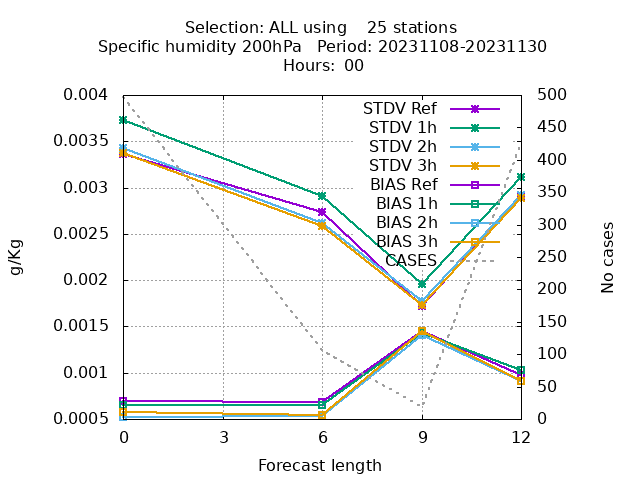 Selection: ALL using    25 stations
Specific humidity 200hPa   Period: 20231108-20231130
Hours:  00
0.004
0.0035
0.003
0.0025
0.002
0.0015
0.001
0.0005
g/Kg
STDV Ref
STDV 1h
STDV 2h
STDV 3h
BIAS Ref
BIAS 1h
BIAS 2h
BIAS 3h
CASES
500
450
400
350
300
250
200
150
100
50
0
No cases
0 3 6 9 12
Forecast length